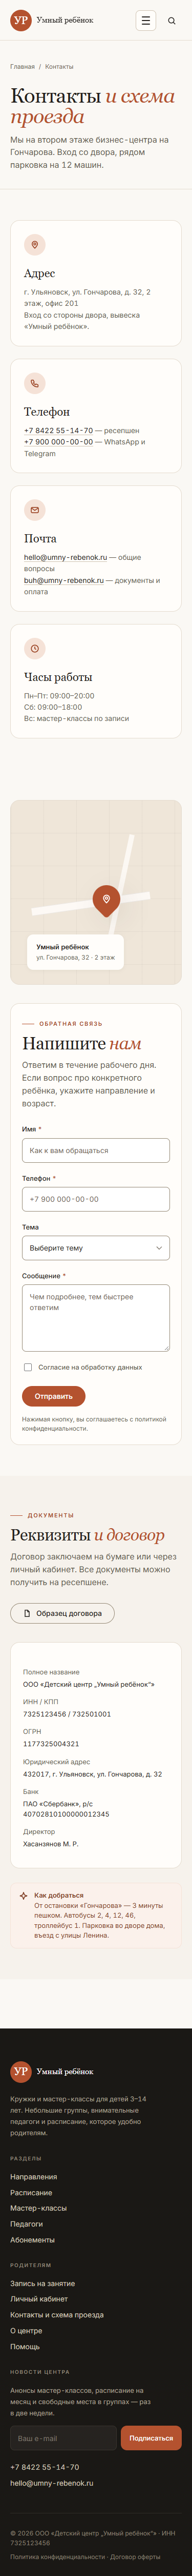 УР Умный ребёнок
Главная / Контакты
Контакты и схема
проезда
Мы на втором этаже бизнес-центра на
Гончарова. Вход со двора, рядом
парковка на 12 машин.
Адрес
г. Ульяновск, ул. Гончарова, д. 32, 2
этаж, офис 201
Вход со стороны двора, вывеска
«Умный ребёнок».
Телефон
+7 8422 55-14-70 — ресепшен
+7 900 000-00-00 — WhatsApp и
Telegram
Почта
hello@umny-rebenok.ru — общие
вопросы
buh@umny-rebenok.ru — документы и
оплата
Часы работы
Пн-Пт: 09:00–20:00
Сб: 09:00–18:00
Вс: мастер-классы по записи
Умный ребёнок
ул. Гончарова, 32 · 2 этаж
ОБРАТНАЯ СВЯЗЬ
Напишите нам
Ответим в течение рабочего дня.
Если вопрос про конкретного
ребёнка, укажите направление и
возраст.
Имя *
Как к вам обращаться
Телефон *
+7 900 000-00-00
Тема
Выберите тему
Сообщение *
Чем подробнее, тем быстрее
ответим
Согласие на обработку данных
Отправить
Нажимая кнопку, вы соглашаетесь с политикой
конфиденциальности.
ДОКУМЕНТЫ
Реквизиты и договор
Договор заключаем на бумаге или через
личный кабинет. Все документы можно
получить на ресепшене.
Образец договора
Полное название
ООО «Детский центр „Умный ребёнок“»
ИНН / КПП
7325123456 / 732501001
ОГРН
1177325004321
Юридический адрес
432017, г. Ульяновск, ул. Гончарова, д. 32
Банк
ПАО «Сбербанк», р/с
40702810100000012345
Директор
Хасанзянов М. Р.
Как добраться
От остановки «Гончарова» — 3 минуты
пешком. Автобусы 2, 4, 12, 46,
троллейбус 1. Парковка во дворе дома,
въезд с улицы Ленина.
УР Умный ребёнок
Кружки и мастер-классы для детей 3–14
лет. Небольшие группы, внимательные
педагоги и расписание, которое удобно
родителям.
РАЗДЕЛЫ
Направления
Расписание
Мастер-классы
Педагоги
Абонементы
РОДИТЕЛЯМ
Запись на занятие
Личный кабинет
Контакты и схема проезда
О центре
Помощь
НОВОСТИ ЦЕНТРА
Анонсы мастер-классов, расписание на
месяц и свободные места в группах — раз
в две недели.
Ваш e-mail
Подписаться
+7 8422 55-14-70
hello@umny-rebenok.ru
© 2026 ООО «Детский центр „Умный ребёнок“» · ИНН
7325123456
Политика конфиденциальности · Договор оферты